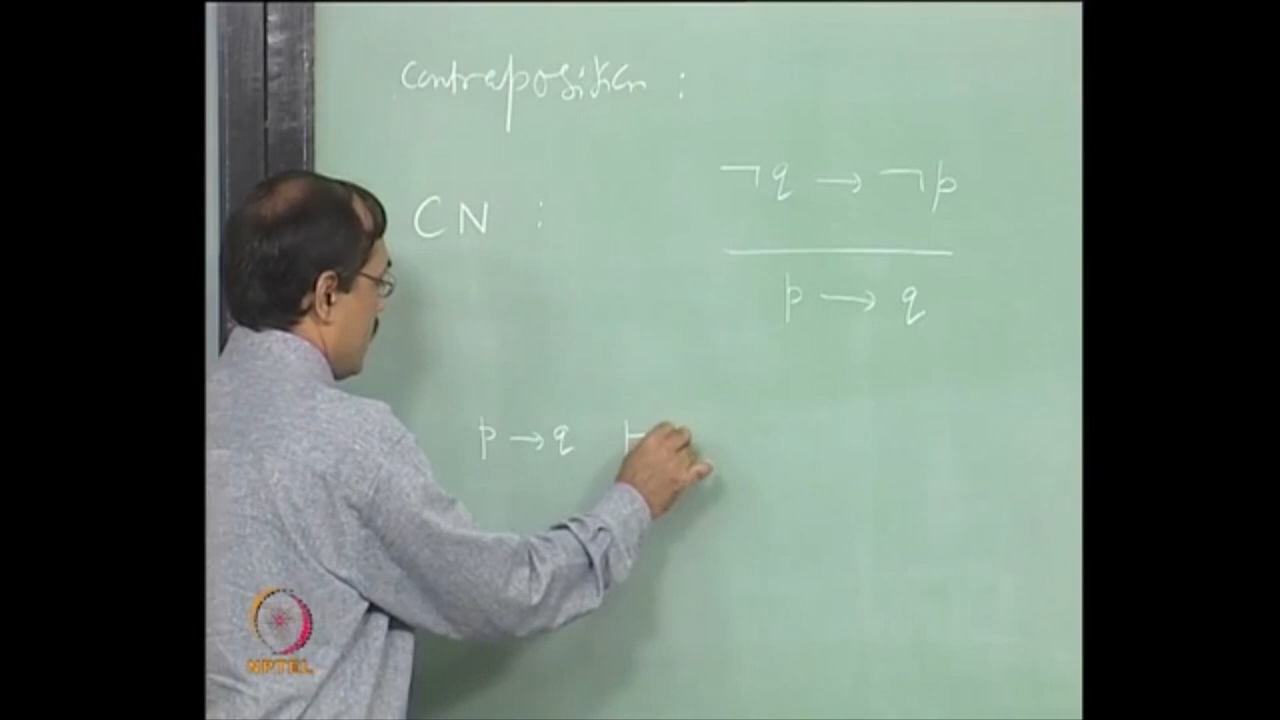 contraposition :
CN :
¬q → ¬p
p → q
p → q ⊢
NPTEL